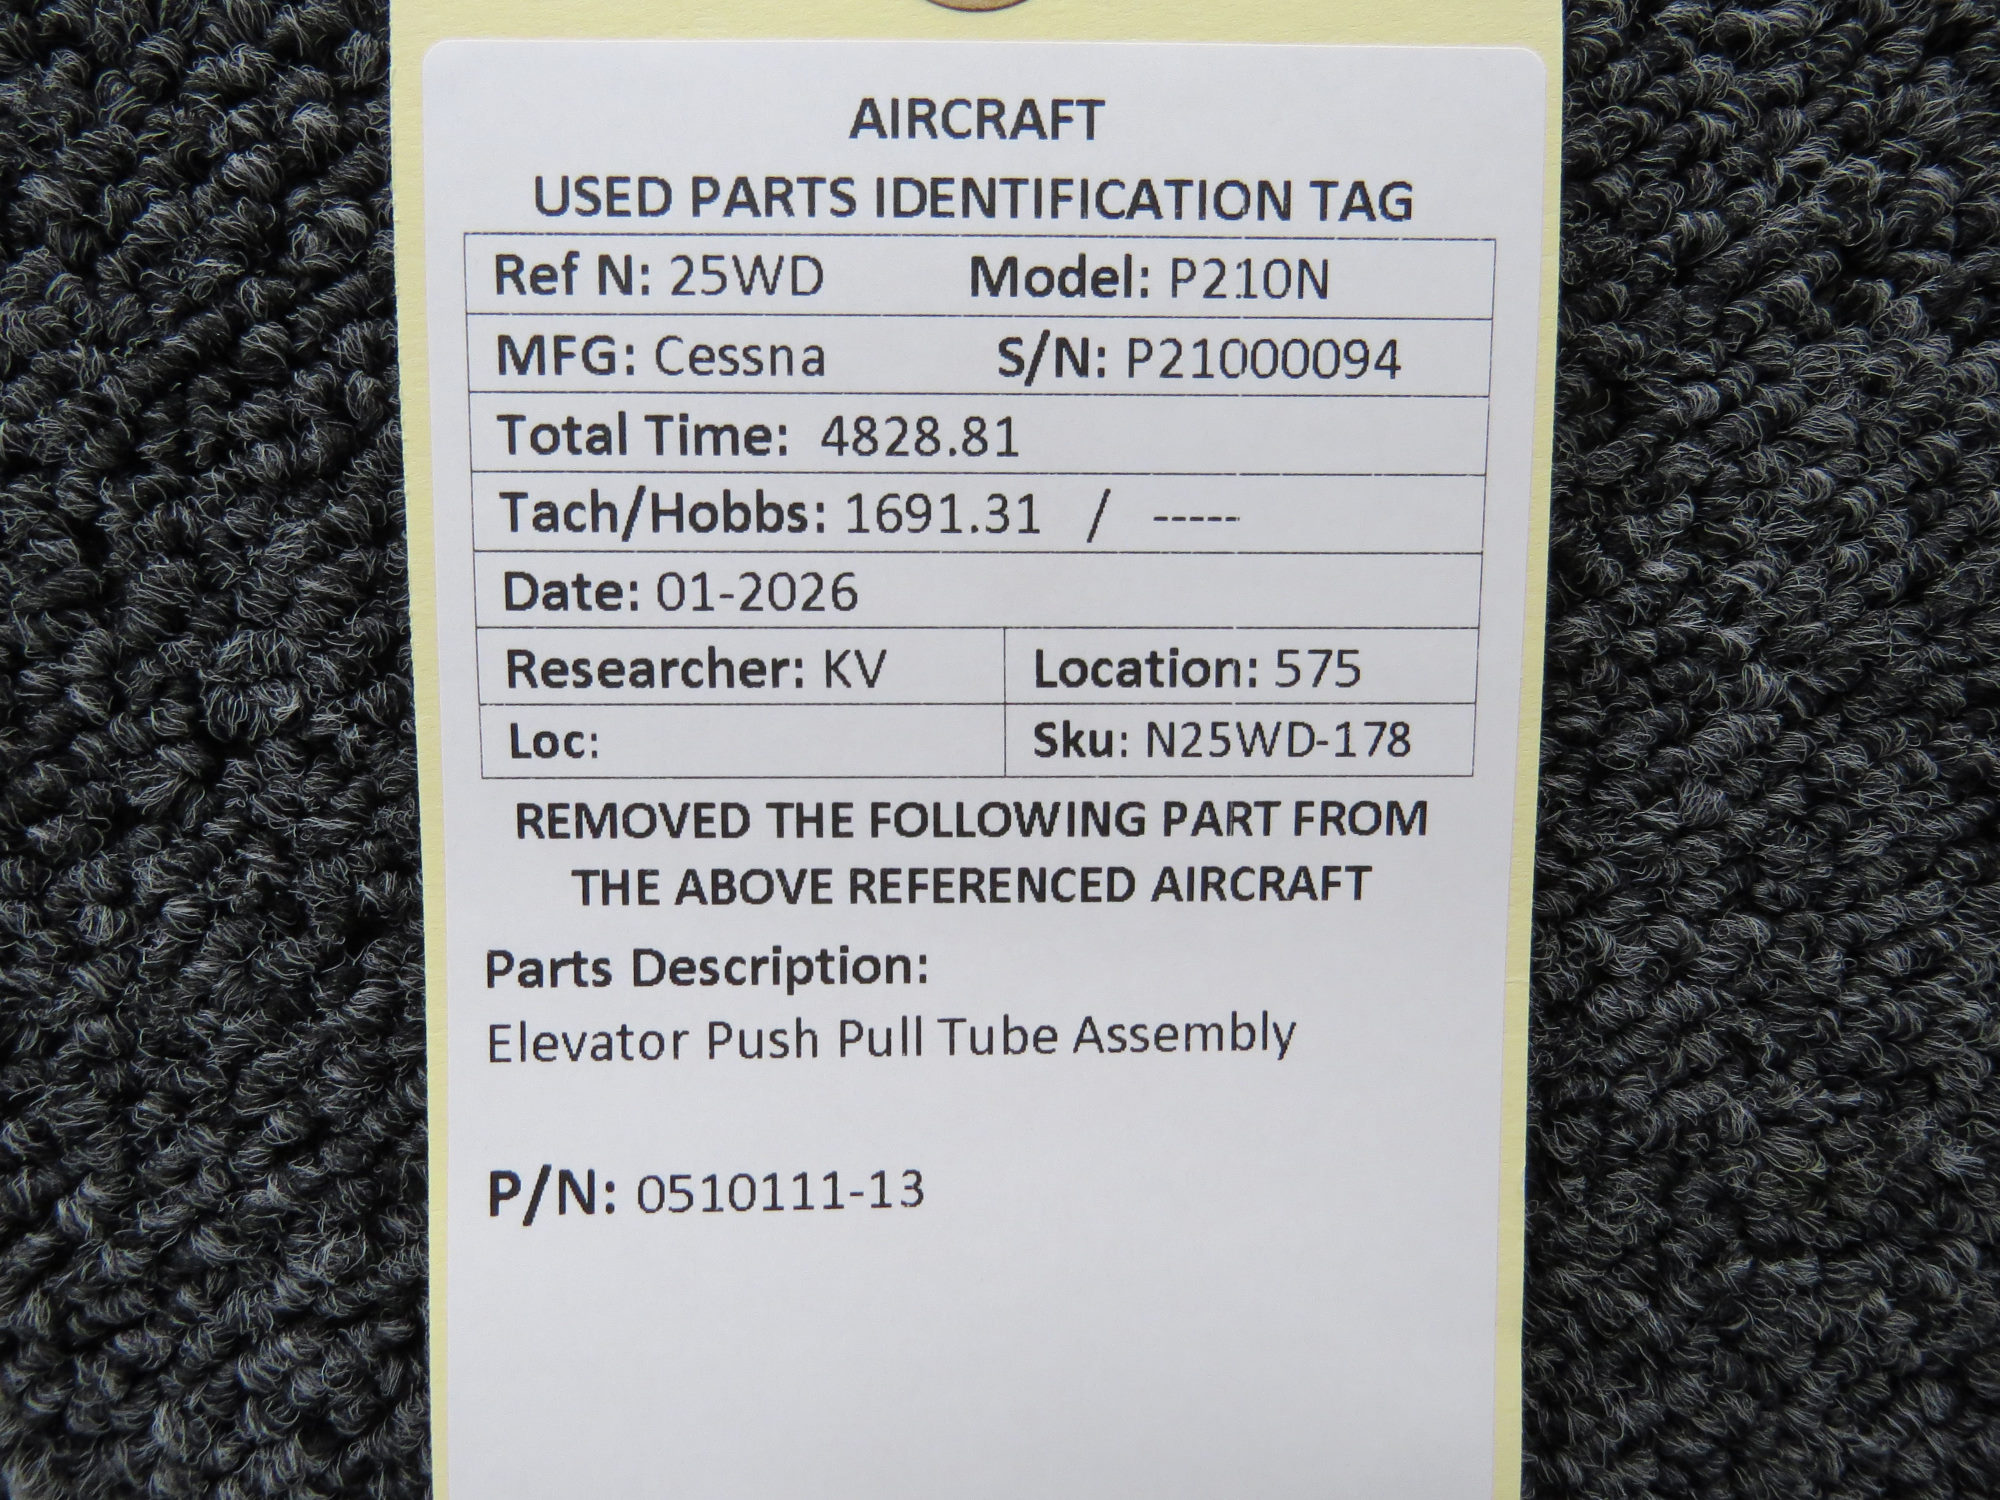 AIRCRAFT
USED PARTS IDENTIFICATION TAG
Ref N: 25WD Model: P210N
MFG: Cessna S/N: P21000094
Total Time: 4828.81
Tach/Hobbs: 1691.31 / -----
Date: 01-2026
Researcher: KV Location: 575
Loc: Sku: N25WD-178
REMOVED THE FOLLOWING PART FROM
THE ABOVE REFERENCED AIRCRAFT
Parts Description:
Elevator Push Pull Tube Assembly
P/N: 0510111-13